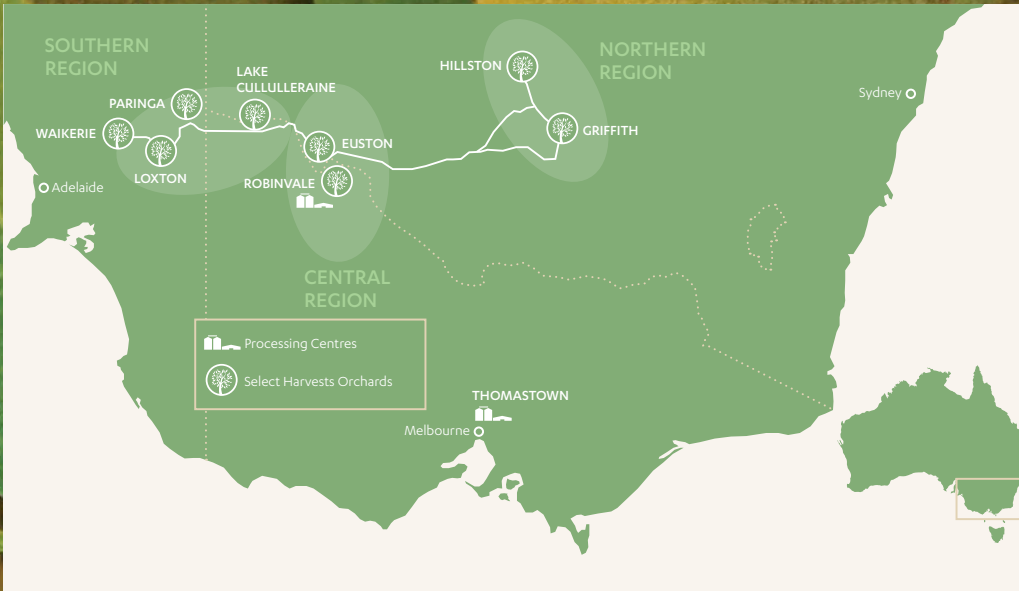 SOUTHERN
REGION
NORTHERN
REGION
HILLSTON
LAKE
CULLULLERAINE
Sydney
PARINGA
GRIFFITH
WAIKERIE
EUSTON
LOXTON
ROBINVALE
Adelaide
CENTRAL
REGION
Processing Centres
Select Harvests Orchards
THOMASTOWN
Melbourne